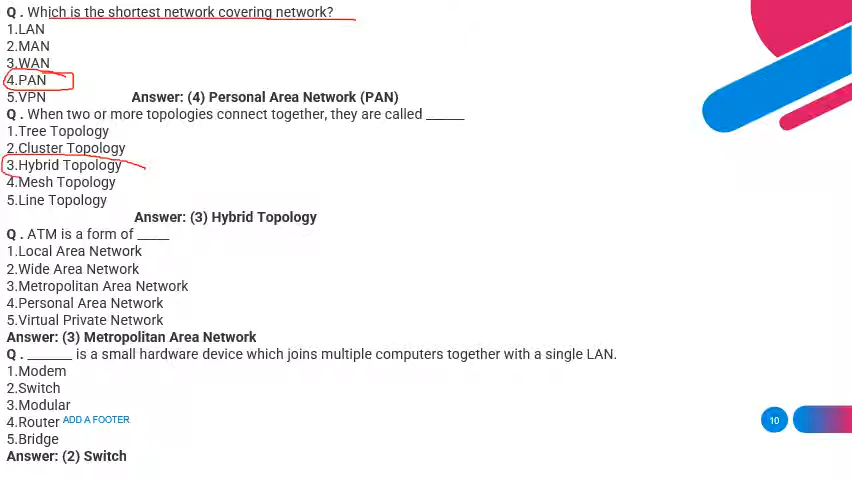 Q . Which is the shortest network covering network?
1.LAN
2.MAN
3.WAN
4.PAN
5.VPN Answer: (4) Personal Area Network (PAN)
Q . When two or more topologies connect together, they are called _______
1.Tree Topology
2.Cluster Topology
3.Hybrid Topology
4.Mesh Topology
5.Line Topology
Answer: (3) Hybrid Topology
Q . ATM is a form of ______
1.Local Area Network
2.Wide Area Network
3.Metropolitan Area Network
4.Personal Area Network
5.Virtual Private Network
Answer: (3) Metropolitan Area Network
Q . ________ is a small hardware device which joins multiple computers together with a single LAN.
1.Modem
2.Switch
3.Modular
4.Router ADD A FOOTER
10
5.Bridge
Answer: (2) Switch